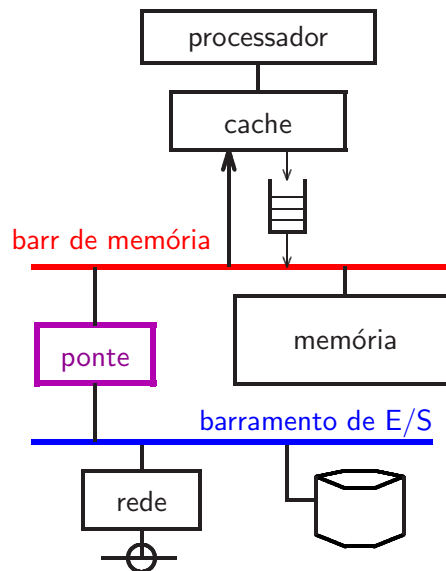 processador
cache
barr de memória
memória
ponte
barramento de E/S
rede